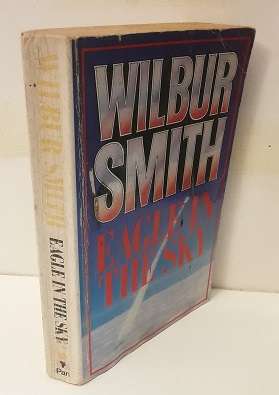 WILBUR
SMITH
EAGLE IN
THE SKY
WILBUR SMITH
EAGLE IN THE SKY
Pan